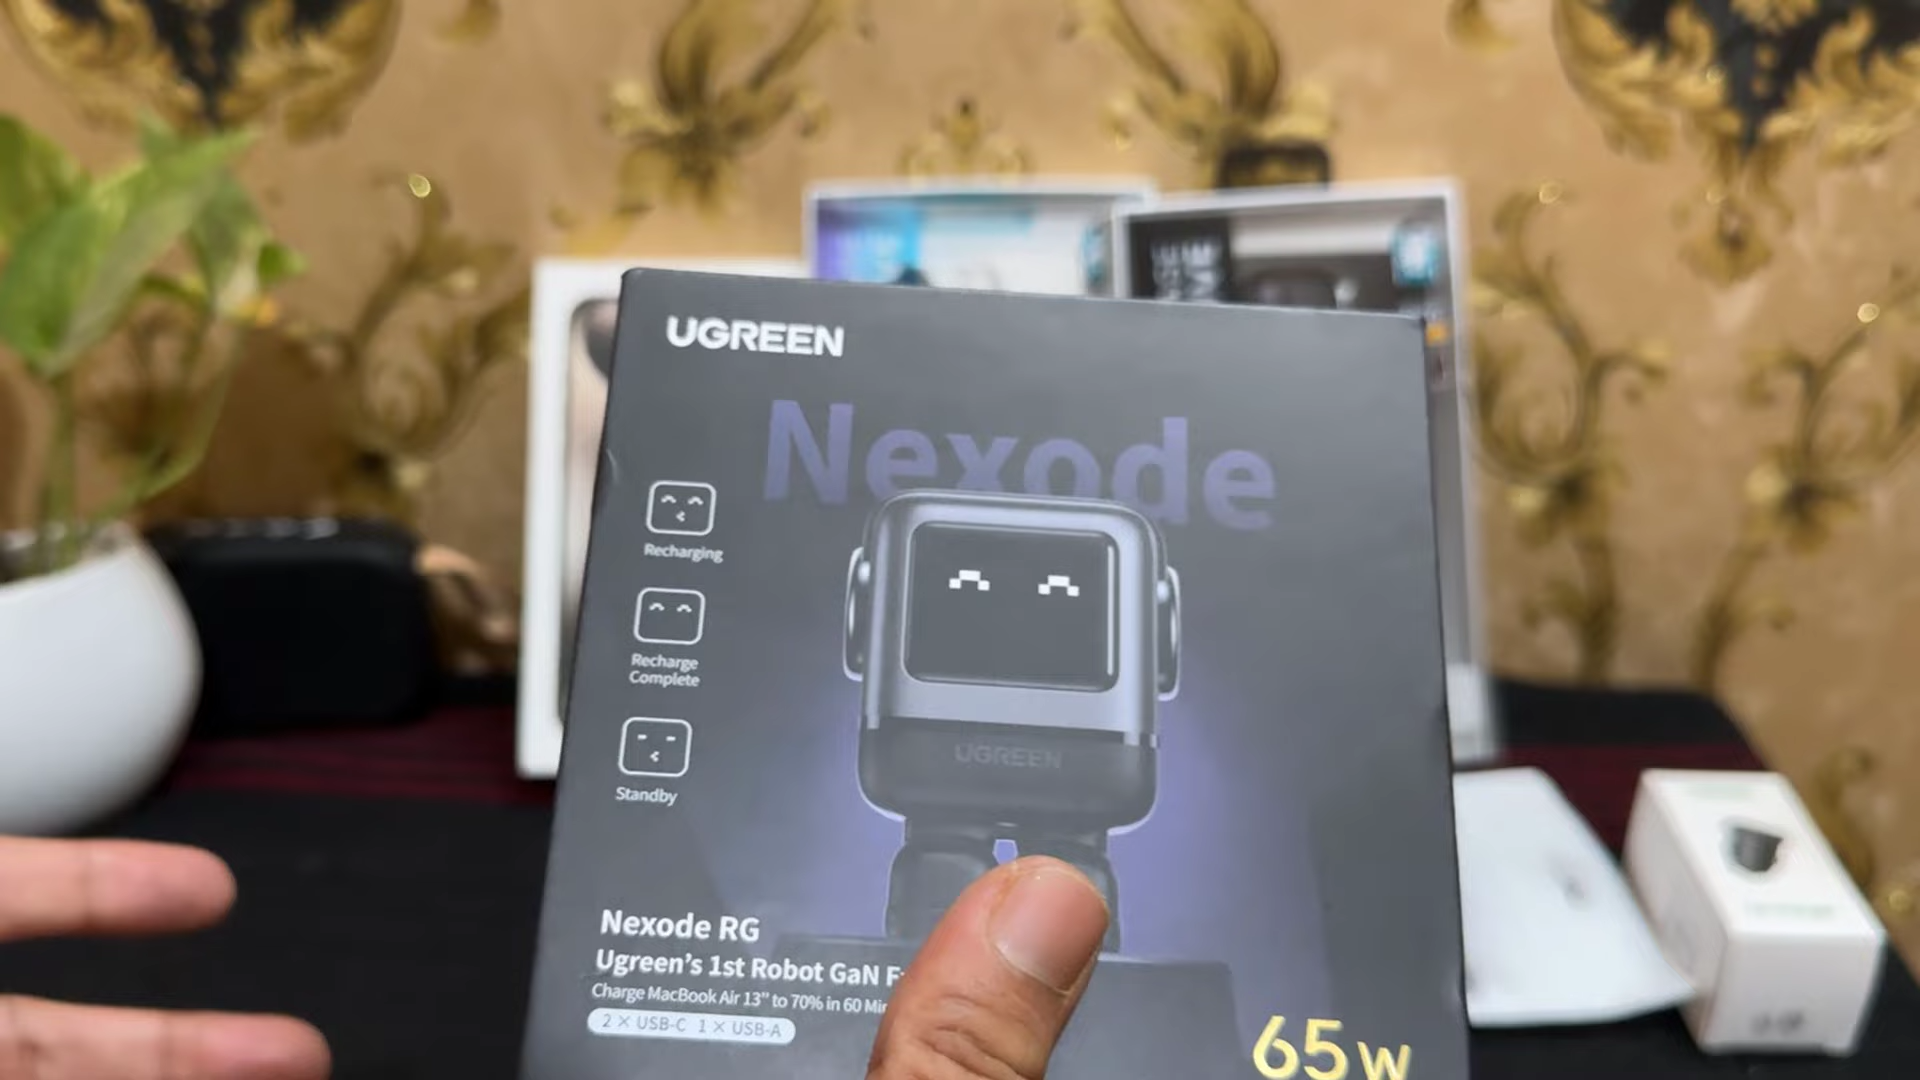 UGREEN
Nexode
Recharging
Recharge
Complete
Standby
UGREEN
Nexode RG
Ugreen's 1st Robot GaN
Charge MacBook Air 13" to 70% in 60
2 × USB-C 1 × USB-A
65W